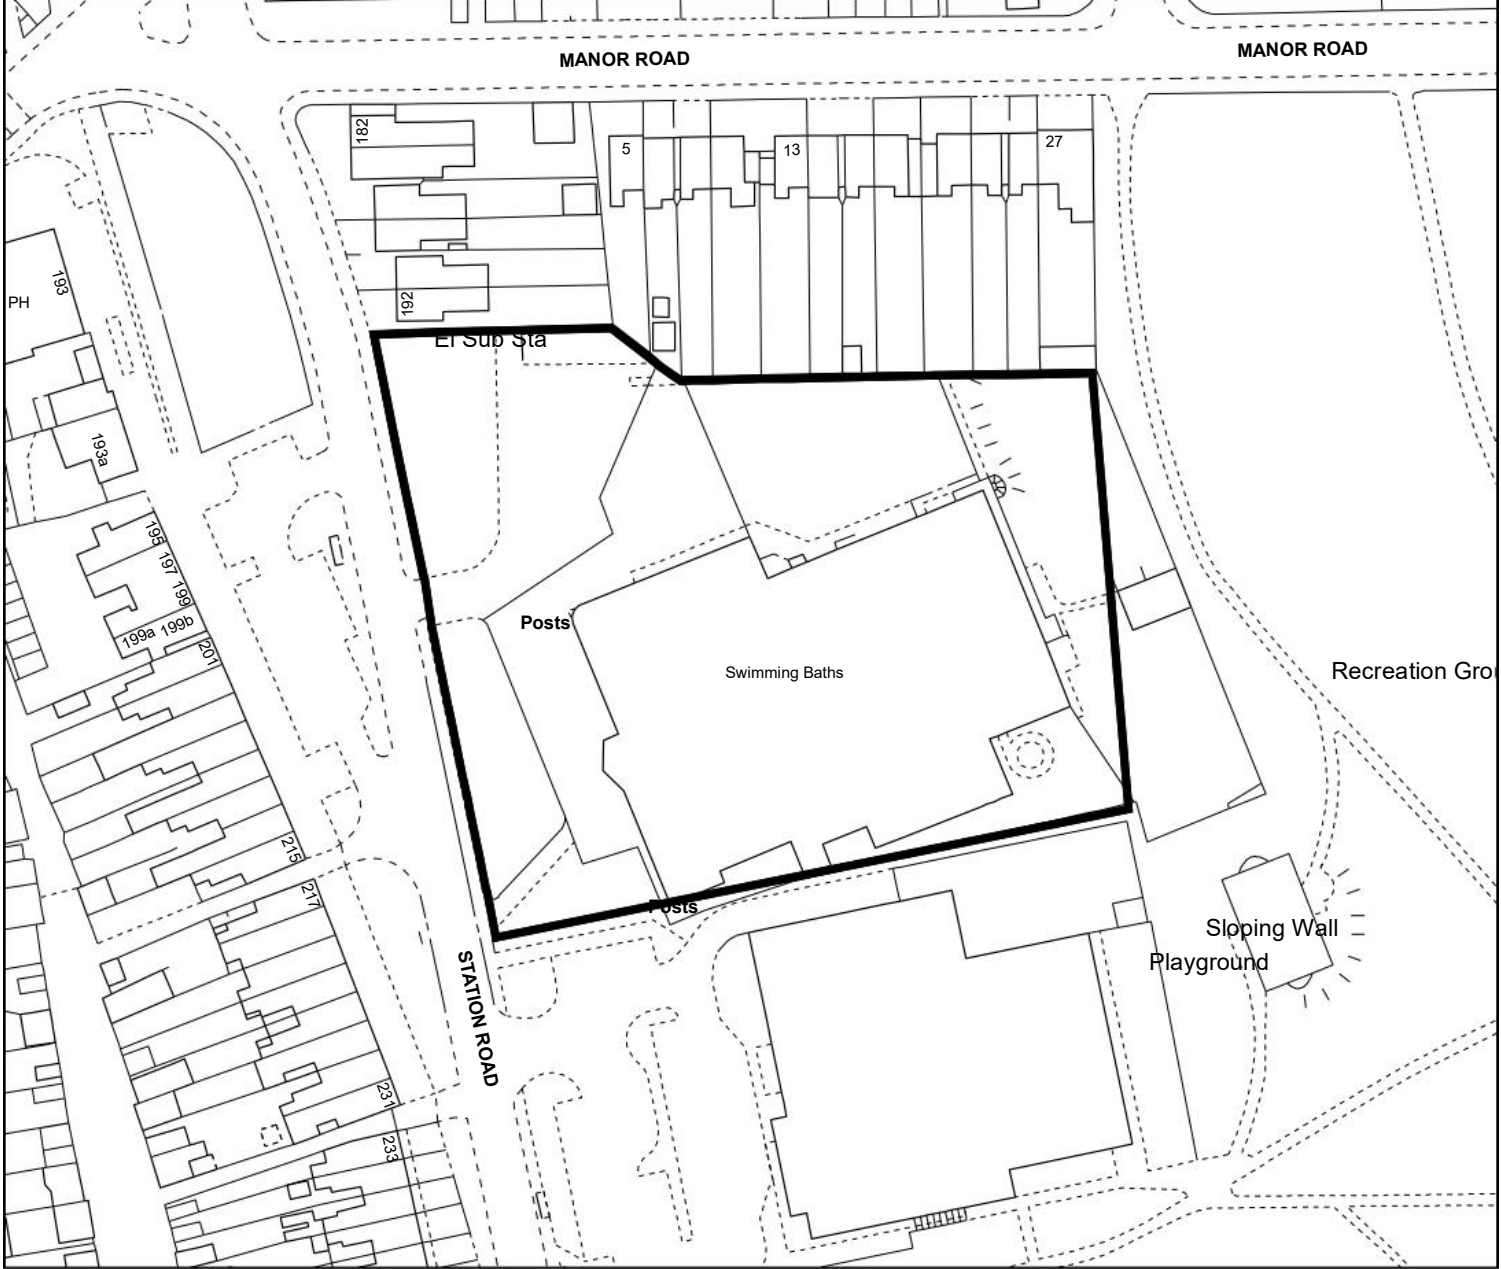 MANOR ROAD
MANOR ROAD
182
5
13
27
193
PH
192
El Sub Sta
193a
195
197
199
199a
199b
201
Posts
Swimming Baths
Recreation Gro
215
217
Posts
Sloping Wall
Playground
STATION ROAD
231
233